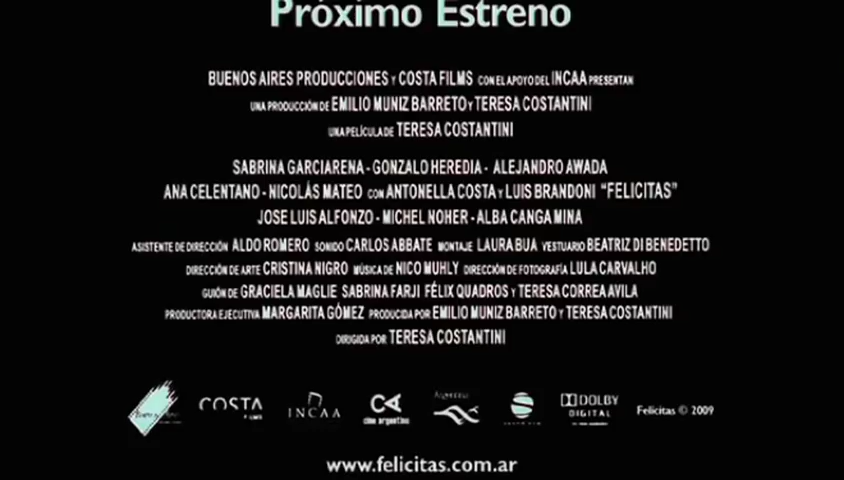 Próximo Estreno
BUENOS AIRES PRODUCCIONES Y COSTA FILMS CON EL APOYO DEL INCAA PRESENTAN
UNA PRODUCCIÓN DE EMILIO MUNIZ BARRETO Y TERESA COSTANTINI
UNA PELÍCULA DE TERESA COSTANTINI
SABRINA GARCIARENA - GONZALO HEREDIA - ALEJANDRO AWADA
ANA CELENTANO - NICOLÁS MATEO CON ANTONELLA COSTA Y LUIS BRANDONI "FELICITAS"
JOSE LUIS ALFONZO - MICHEL NOHER - ALBA CANGA MINA
ASISTENTE DE DIRECCIÓN ALDO ROMERO SONIDO CARLOS ABBATE MONTAJE LAURA BUA VESTUARIO BEATRIZ DI BENEDETTO
DIRECCIÓN DE ARTE CRISTINA NIGRO MÚSICA DE NICO MUHLY DIRECCIÓN DE FOTOGRAFÍA LULA CARVALHO
GUIÓN DE GRACIELA MAGLIE SABRINA FARJI FÉLIX QUADROS Y TERESA CORREA AVILA
PRODUCTORA EJECUTIVA MARGARITA GÓMEZ PRODUCIDA POR EMILIO MUNIZ BARRETO Y TERESA COSTANTINI
DIRIGIDA POR TERESA COSTANTINI
COSTA
INCAA
CA
cine argentino
Argentina
DOLBY
DIGITAL
Felicitas © 2009
www.felicitas.com.ar